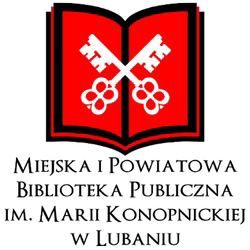 Miejska i Powiatowa
Biblioteka Publiczna
im. Marii Konopnickiej
w Lubaniu